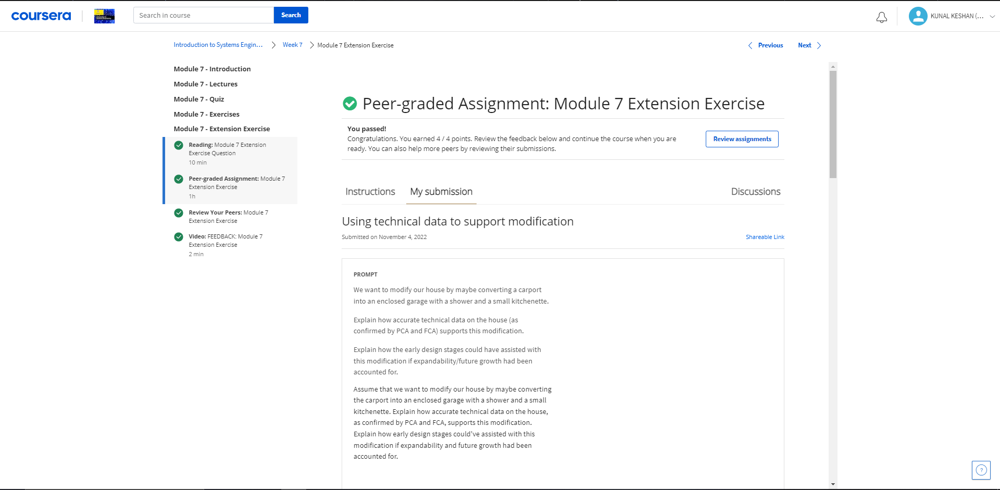 coursera
Search in course
Search
KUNAL KESHAN (...
Introduction to Systems Engin...
Week 7
Module 7 Extension Exercise
Previous
Next
Module 7 - Introduction
Module 7 - Lectures
Module 7 - Quiz
Module 7 - Exercises
Module 7 - Extension Exercise
Reading: Module 7 Extension
Exercise Question
10 min
Peer-graded Assignment: Module 7
Extension Exercise
1h
Review Your Peers: Module 7
Extension Exercise
Video: FEEDBACK: Module 7
Extension Exercise
2 min
Peer-graded Assignment: Module 7 Extension Exercise
You passed!
Congratulations. You earned 4 / 4 points. Review the feedback below and continue the course when you are
ready. You can also help more peers by reviewing their submissions.
Review assignments
Instructions
My submission
Discussions
Using technical data to support modification
Submitted on November 4, 2022
Shareable Link
PROMPT
We want to modify our house by maybe converting a carport
into an enclosed garage with a shower and a small kitchenette.
Explain how accurate technical data on the house (as
confirmed by PCA and FCA) supports this modification.
Explain how the early design stages could have assisted with
this modification if expandability/future growth had been
accounted for.
Assume that we want to modify our house by maybe converting
the carport into an enclosed garage with a shower and a small
kitchenette. Explain how accurate technical data on the house,
as confirmed by PCA and FCA, supports this modification.
Explain how early design stages could've assisted with this
modification if expandability and future growth had been
accounted for.
?